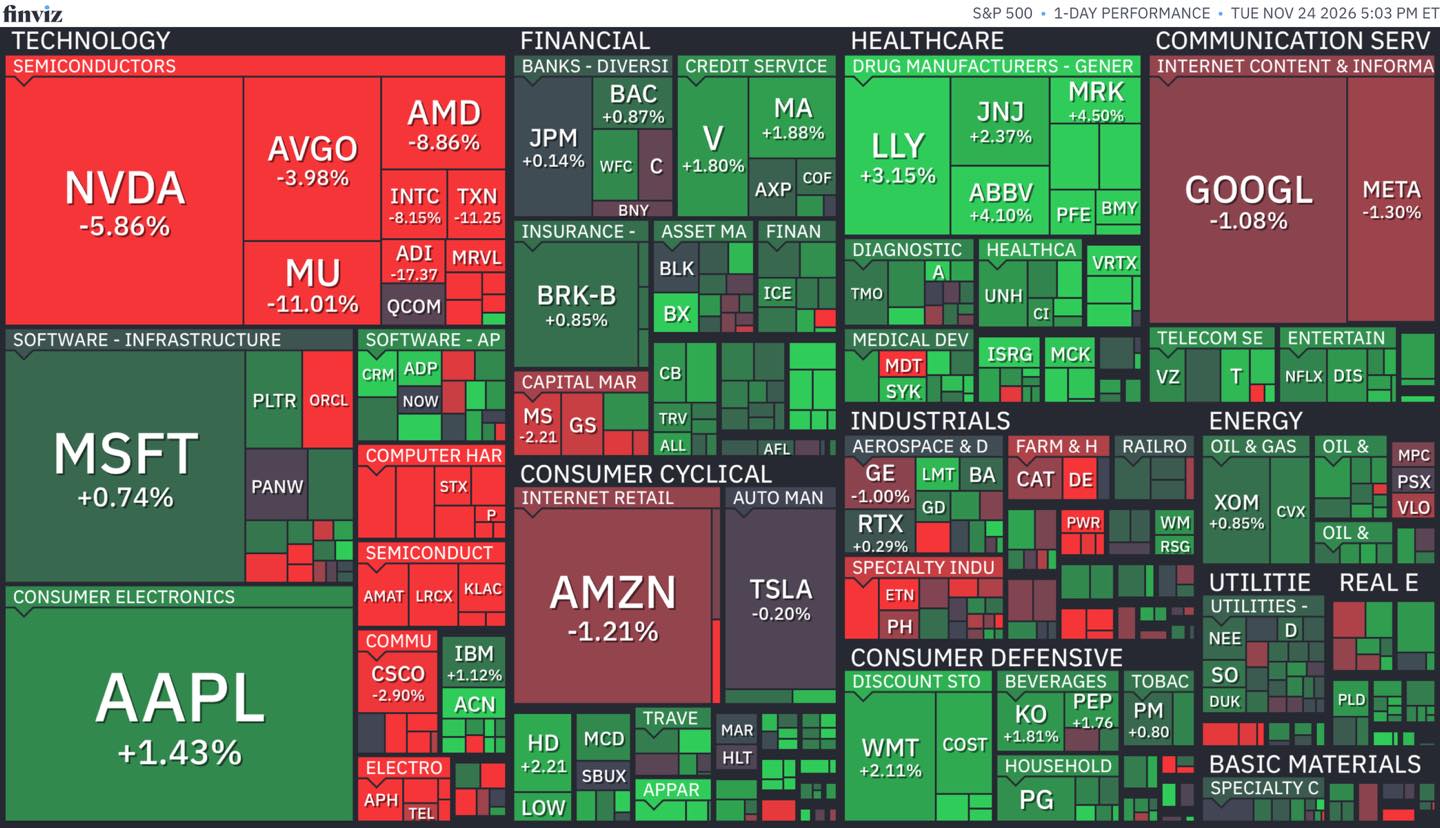 finviz
S&P 500 • 1-DAY PERFORMANCE • TUE NOV 24 2026 5:03 PM ET
TECHNOLOGY
SEMICONDUCTORS
NVDA
-5.86%
AVGO
-3.98%
MU
-11.01%
AMD
-8.86%
INTC
-8.15%
TXN
-11.25
ADI
-17.37
MRVL
QCOM
SOFTWARE - INFRASTRUCTURE
MSFT
+0.74%
PLTR
ORCL
PANW
SOFTWARE - AP
CRM
ADP
NOW
COMPUTER HAR
STX
P
SEMICONDUCT
AMAT
LRCX
KLAC
CONSUMER ELECTRONICS
AAPL
+1.43%
COMMU
CSCO
-2.90%
IBM
+1.12%
ACN
ELECTRO
APH
TEL
FINANCIAL
BANKS - DIVERSI
JPM
+0.14%
BAC
+0.87%
WFC
C
BNY
CREDIT SERVICE
V
+1.80%
MA
+1.88%
AXP
COF
INSURANCE -
BRK-B
+0.85%
ASSET MA
BLK
BX
FINAN
ICE
CAPITAL MAR
MS
-2.21
GS
CB
TRV
ALL
AFL
CONSUMER CYCLICAL
INTERNET RETAIL
AMZN
-1.21%
AUTO MAN
TSLA
-0.20%
HD
+2.21
LOW
MCD
SBUX
TRAVE
APPAR
MAR
HLT
HEALTHCARE
DRUG MANUFACTURERS - GENER
LLY
+3.15%
JNJ
+2.37%
ABBV
+4.10%
MRK
+4.50%
PFE
BMY
DIAGNOSTIC
TMO
A
HEALTHCA
UNH
CI
VRTX
MEDICAL DEV
MDT
SYK
ISRG
MCK
COMMUNICATION SERV
INTERNET CONTENT & INFORMA
GOOGL
-1.08%
META
-1.30%
TELECOM SE
VZ
T
ENTERTAIN
NFLX
DIS
INDUSTRIALS
AEROSPACE & D
GE
-1.00%
RTX
+0.29%
LMT
BA
GD
FARM & H
CAT
DE
RAILRO
PWR
WM
RSG
SPECIALTY INDU
ETN
PH
ENERGY
OIL & GAS
XOM
+0.85%
CVX
OIL &
OIL &
MPC
PSX
VLO
CONSUMER DEFENSIVE
DISCOUNT STO
WMT
+2.11%
COST
BEVERAGES
KO
+1.81%
PEP
+1.76
TOBAC
PM
+0.80
HOUSEHOLD
PG
UTILITIE
UTILITIES -
NEE
SO
DUK
D
REAL E
PLD
BASIC MATERIALS
SPECIALTY C